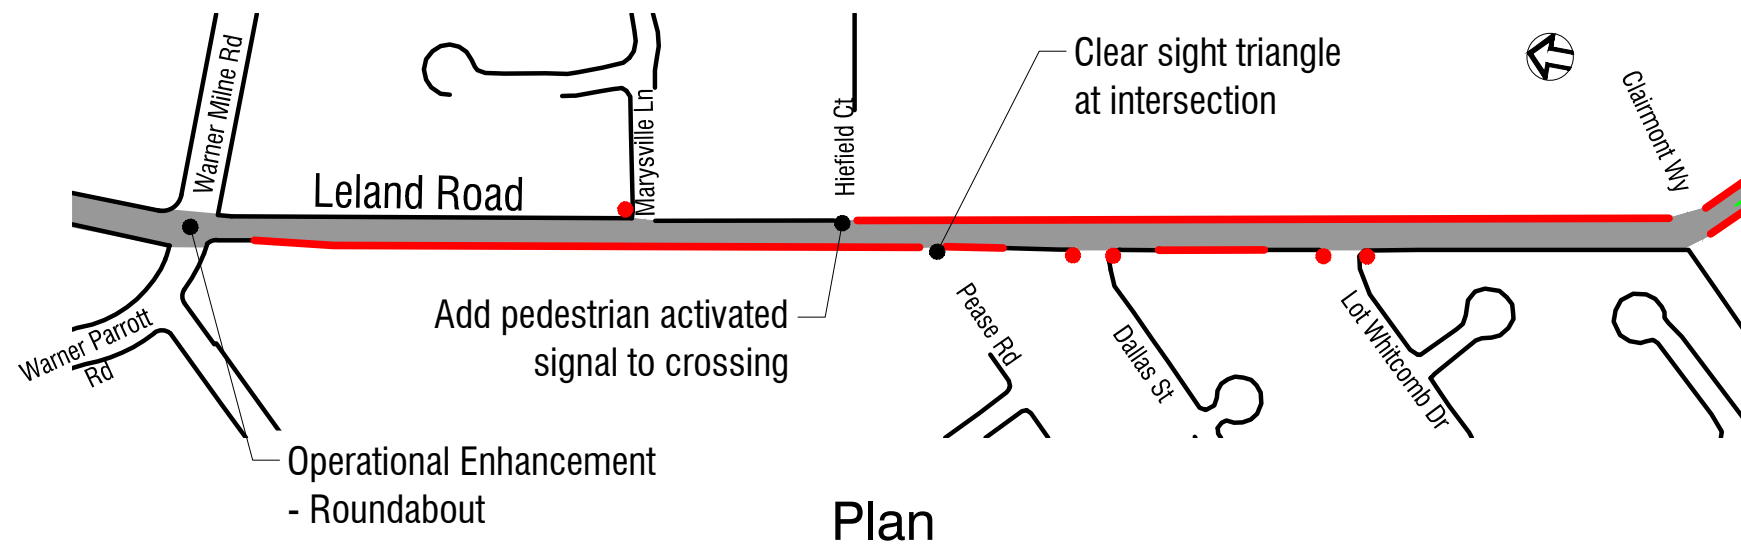 Warner Milne Rd
Leland Road
Marysville Ln
Hiefield Ct
Clear sight triangle
at intersection
Clairmont Wy
Warner Parrott
Rd
Add pedestrian activated
signal to crossing
Pease Rd
Dallas St
Lot Whitcomb Dr
Operational Enhancement
- Roundabout
Plan